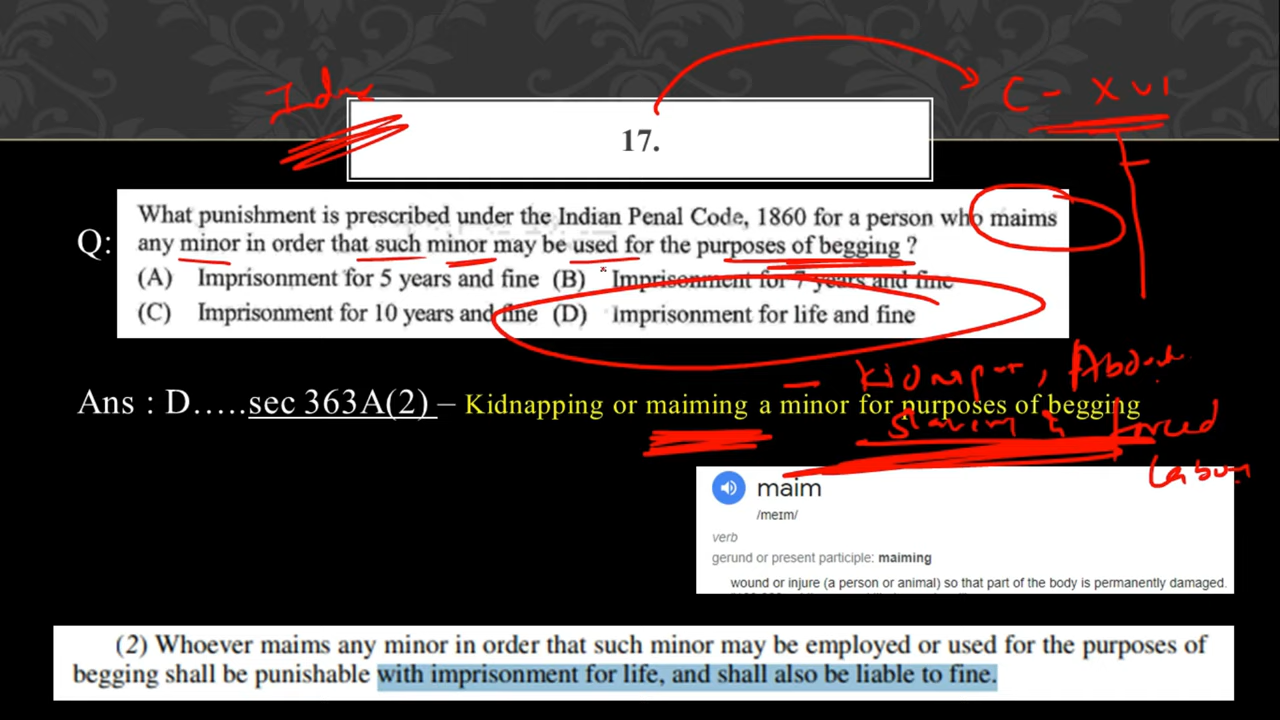 Index
C - XVI
17.
Q:
What punishment is prescribed under the Indian Penal Code, 1860 for a person who maims
any minor in order that such minor may be used for the purposes of begging ?
(A) Imprisonment for 5 years and fine (B) Imprisonment for 7 years and fine
(C) Imprisonment for 10 years and fine (D) Imprisonment for life and fine
– Kidnap
Ans : D…..sec 363A(2) – Kidnapping or maiming a minor for purposes of begging
forced
Labour
maim
/meɪm/
verb
gerund or present participle: maiming
wound or injure (a person or animal) so that part of the body is permanently damaged.
(2) Whoever maims any minor in order that such minor may be employed or used for the purposes of
begging shall be punishable with imprisonment for life, and shall also be liable to fine.